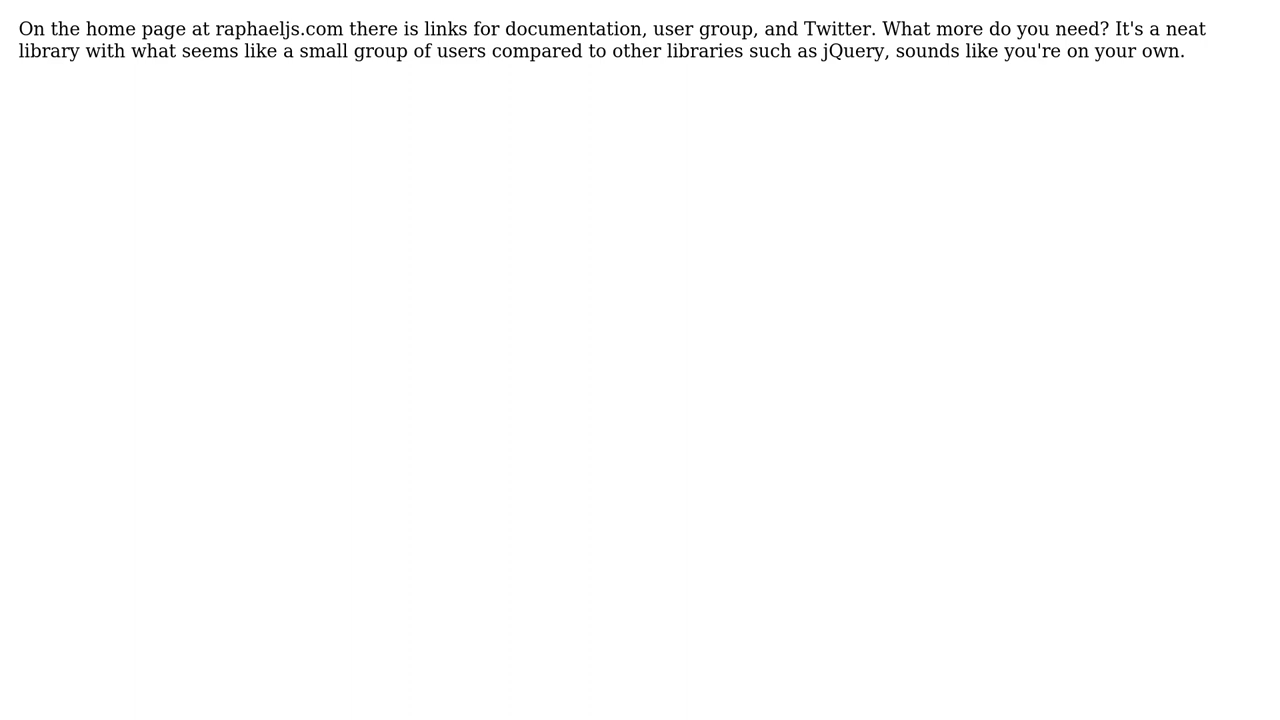 On the home page at raphaeljs.com there is links for documentation, user group, and Twitter. What more do you need? It's a neat
library with what seems like a small group of users compared to other libraries such as jQuery, sounds like you're on your own.